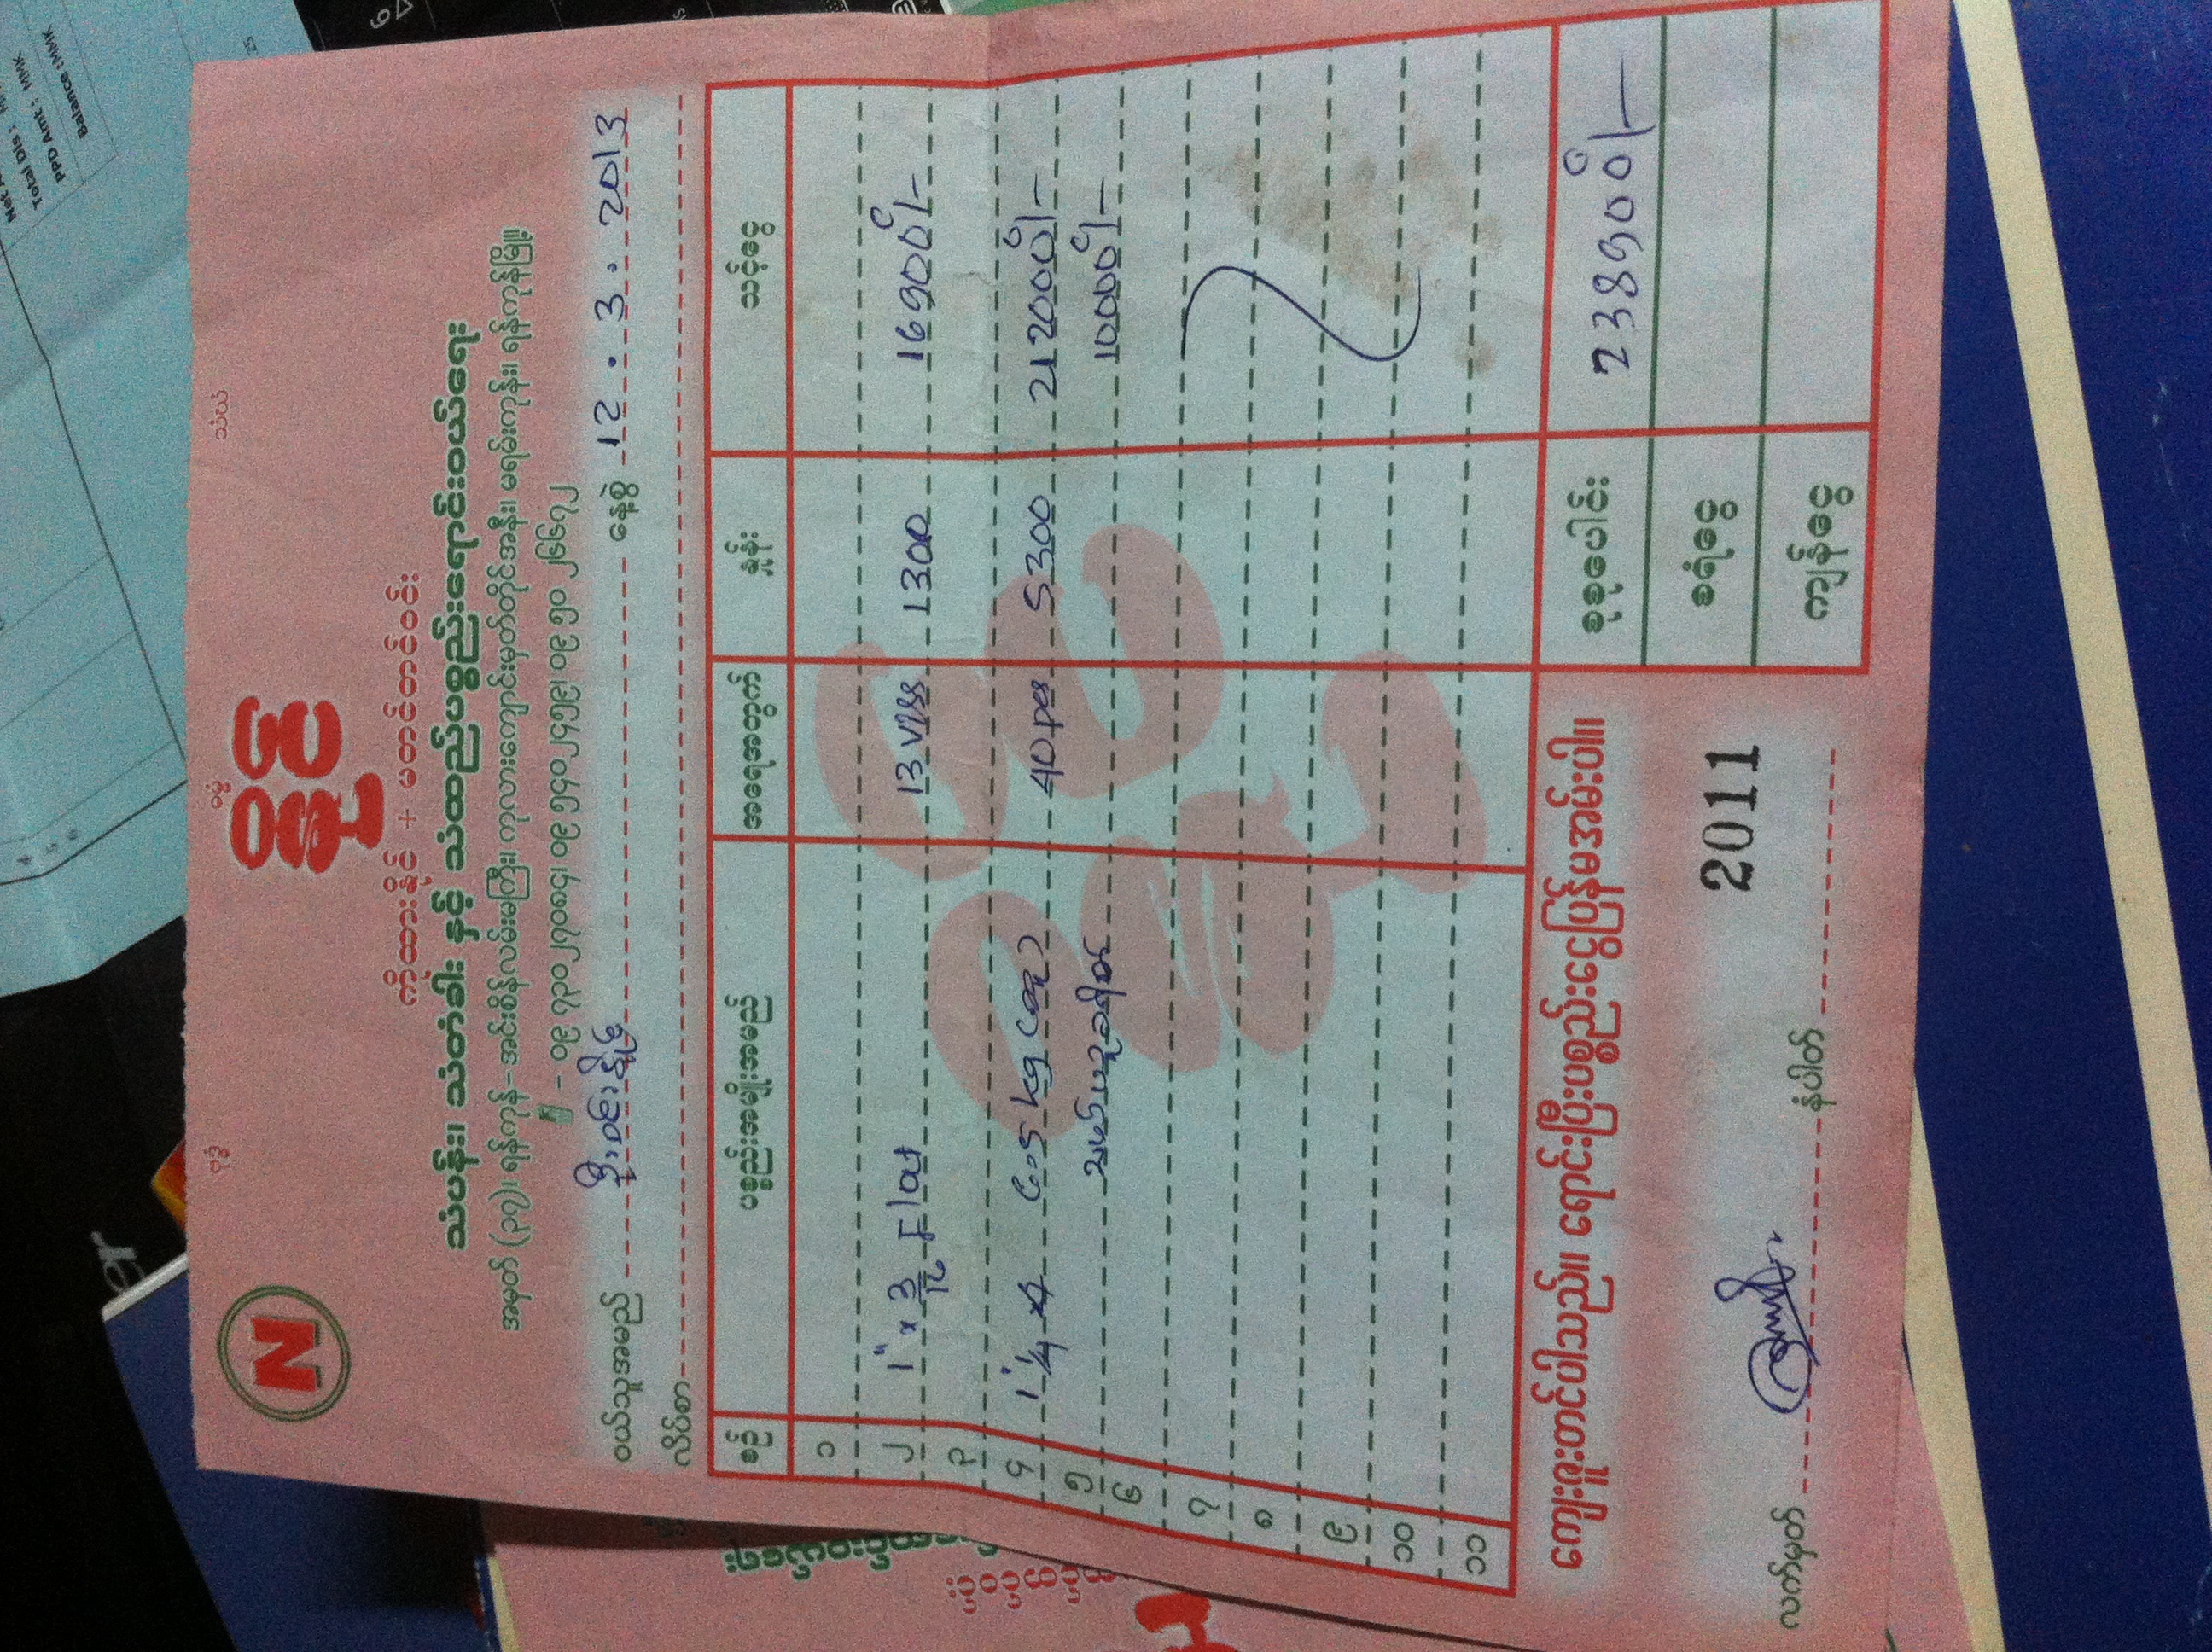 Net
Total Dis : MMK
PPD Amt : MMK
Balance : MMK
4
5
6
er
25
ဗုဒ္ဓံ ဓမ္မံ သံဃံ
N
နိုင်
ကိုထားနိုင် + မတင်တင်ဝင်း
သံပန်း၊ သံတံခါး နှင့် သံထည်ပစ္စည်းရောင်းဝယ်ရေး
အမှတ် (၃၇)၊ ရန်ကုန်-အင်းစိန်လမ်းမကြီး၊ ကုလားကျောင်းမှတ်တိုင်အနီး၊ မရမ်းကုန်း၊ ရန်ကုန်မြို့။
- ၀၉ ၇၃၀၂၇၀၈၄၊ ၀၉ ၅၄၀၂၄၅၉၊ ၀၉ ၅၀ ၂၆၆၇၂
ဝယ်သူအမည် ဦးဝင်းနိုင် နေ့စွဲ 12 . 3 . 2013
လိပ်စာ
စဉ် ပစ္စည်းအမျိုးအမည် အရေအတွက် နှုန်း သင့်ငွေ
၁
၂ 1" x 3/16 Flat 13 viss 1300 16900/-
၃
၄ 1" 1/4 6.5 kg 40 pcs 5300 212000/-
၅ 10000/-
၆
၇
၈
၉
၁၀
၁၁
ကျေးဇူးတင်ပါသည်။ ရောင်းပြီးပစ္စည်းငွေပြန်မအမ်းပါ။
စုစုပေါင်း 238900/-
စရံငွေ
ကျန်ငွေ
2011
လက်မှတ် နံပါတ်